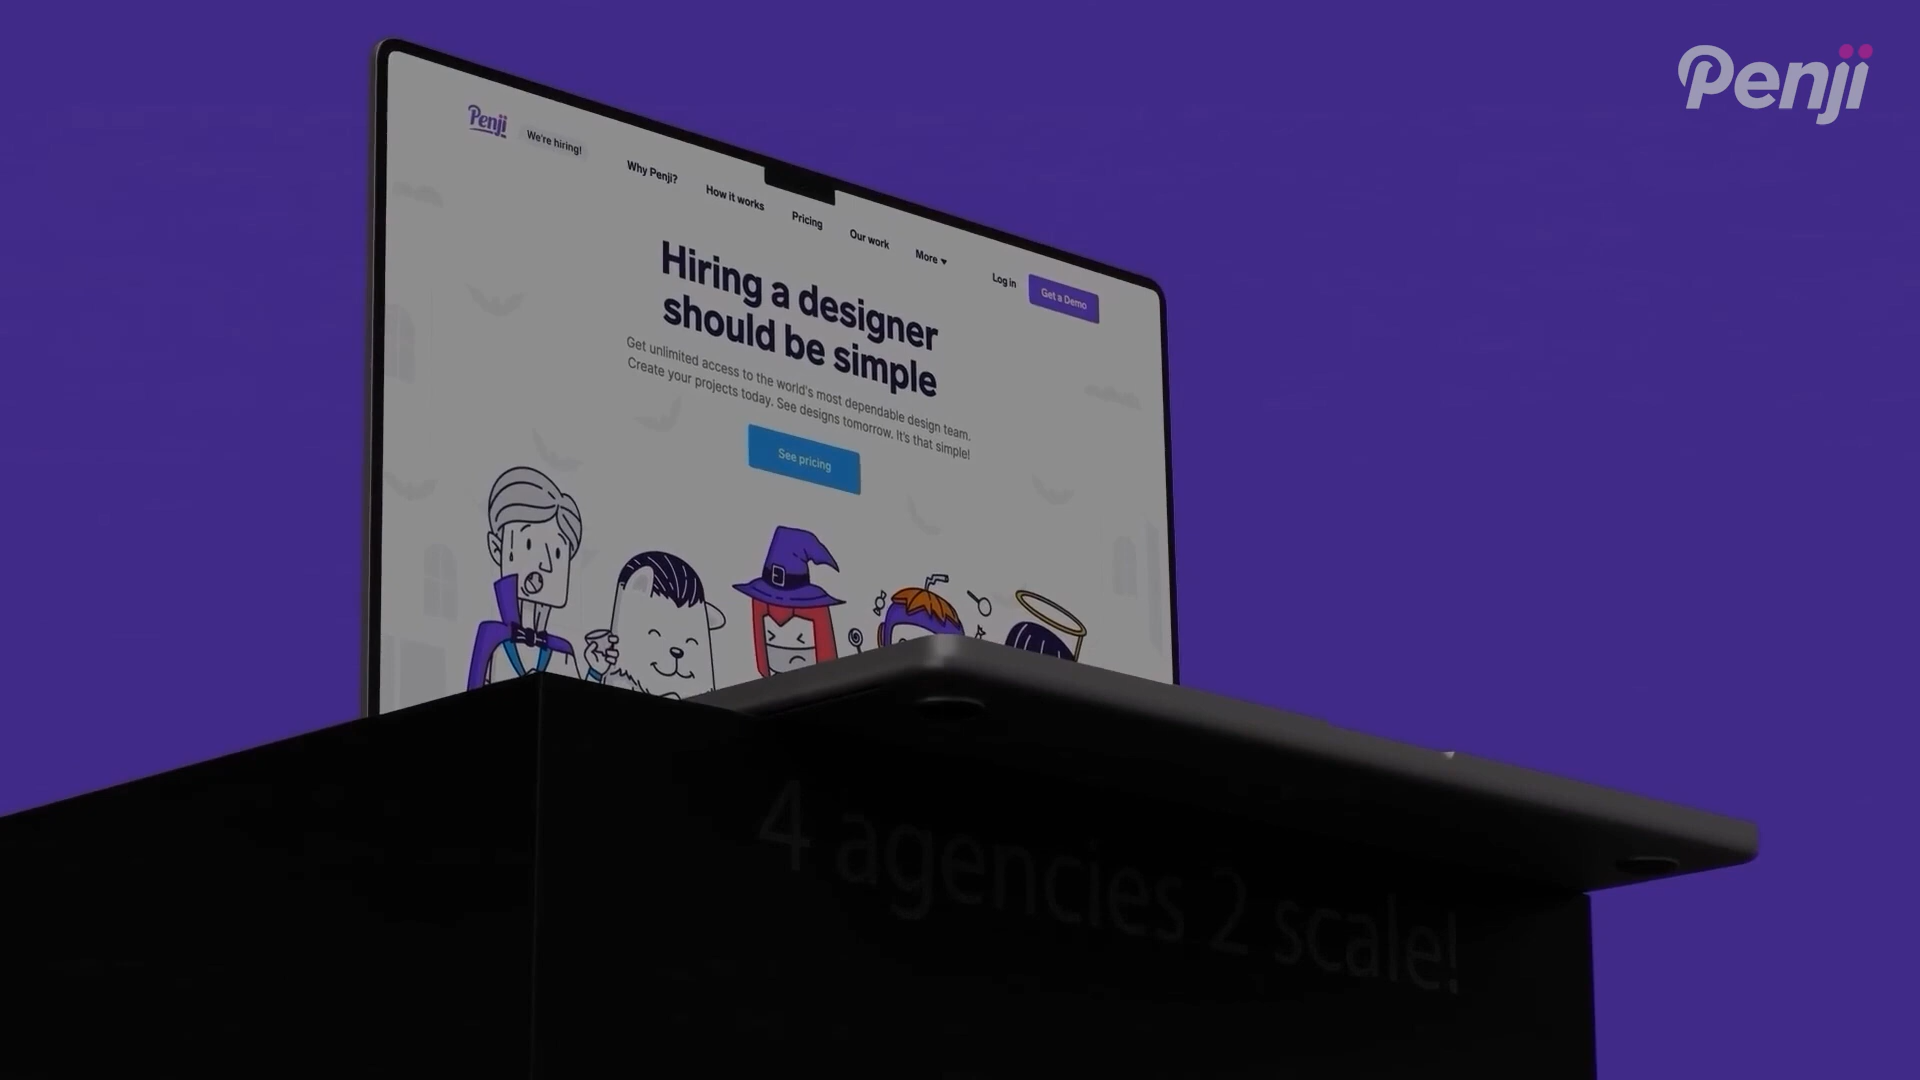 Penji
Penji
We're hiring!
Why Penji?
How it works
Pricing
Our work
More
Log in
Get a Demo
Hiring a designer
should be simple
Get unlimited access to the world's most dependable design team.
Create your projects today. See designs tomorrow. It's that simple!
See pricing
4 agencies 2 scale!